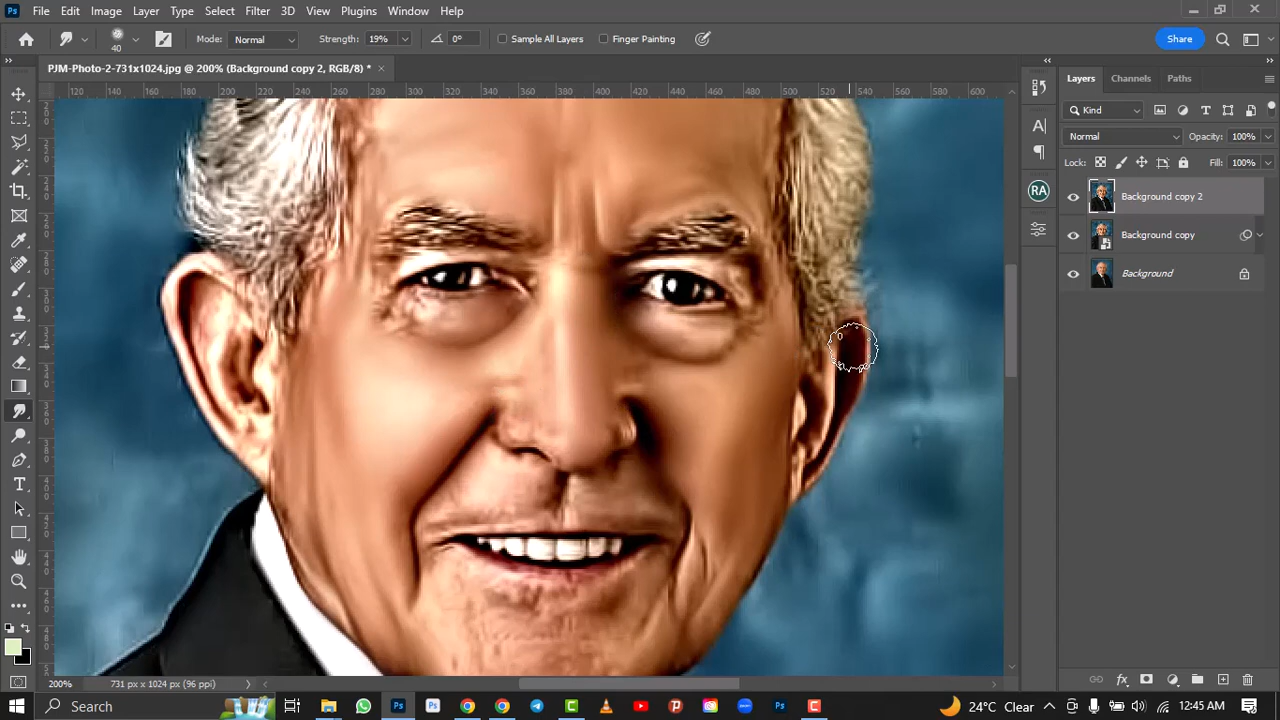 Ps File Edit Image Layer Type Select Filter 3D View Plugins Window Help
40 Mode: Normal Strength: 19% 0° Sample All Layers Finger Painting Share
PJM-Photo-2-731x1024.jpg @ 200% (Background copy 2, RGB/8) *
120 140 160 180 200 220 240 260 280 300 320 340 360 380 400 420 440 460 480 500 520 540 560 580 600
Layers Channels Paths
Kind
Normal Opacity: 100%
Lock: Fill: 100%
RA
Background copy 2
Background copy
Background
200% 731 px x 1024 px (96 ppi)
Search
24°C Clear 12:45 AM